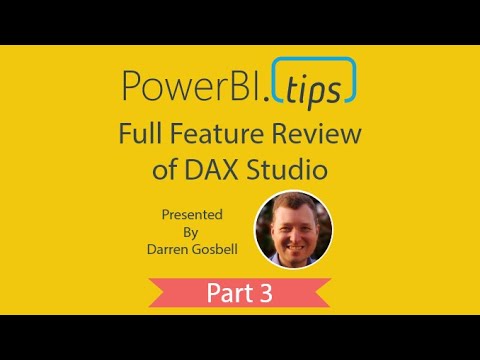 PowerBI.tips
Full Feature Review
of DAX Studio
Presented
By
Darren Gosbell
Part 3